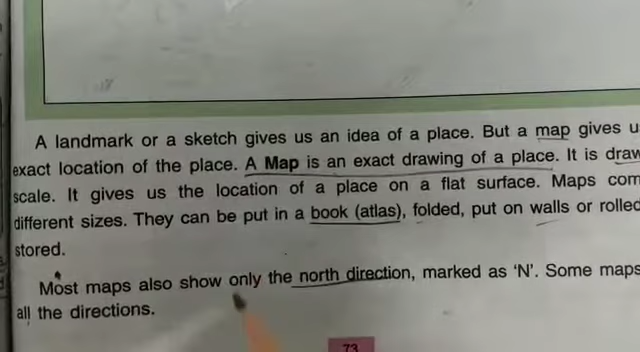 A landmark or a sketch gives us an idea of a place. But a map gives
exact location of the place. A Map is an exact drawing of a place. It is
scale. It gives us the location of a place on a flat surface. Maps
different sizes. They can be put in a book (atlas), folded, put on walls or rolled
stored.
Most maps also show only the north direction, marked as 'N'. Some maps
all the directions.
73